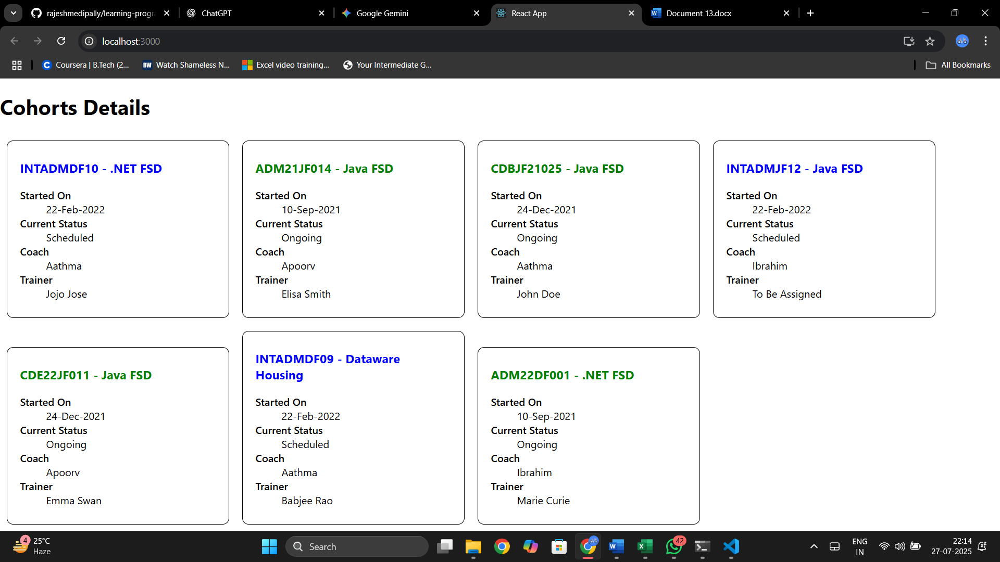 rajeshmedipally/learning-progr
ChatGPT
Google Gemini
React App
Document 13.docx
localhost:3000
Coursera | B.Tech (2...
BW
Watch Shameless N...
Excel video training...
Your Intermediate G...
All Bookmarks
Cohorts Details
INTADMDF10 - .NET FSD
Started On
22-Feb-2022
Current Status
Scheduled
Coach
Aathma
Trainer
Jojo Jose
ADM21JF014 - Java FSD
Started On
10-Sep-2021
Current Status
Ongoing
Coach
Apoorv
Trainer
Elisa Smith
CDBJF21025 - Java FSD
Started On
24-Dec-2021
Current Status
Ongoing
Coach
Aathma
Trainer
John Doe
INTADMJF12 - Java FSD
Started On
22-Feb-2022
Current Status
Scheduled
Coach
Ibrahim
Trainer
To Be Assigned
CDE22JF011 - Java FSD
Started On
24-Dec-2021
Current Status
Ongoing
Coach
Apoorv
Trainer
Emma Swan
INTADMDF09 - Dataware
Housing
Started On
22-Feb-2022
Current Status
Scheduled
Coach
Aathma
Trainer
Babjee Rao
ADM22DF001 - .NET FSD
Started On
10-Sep-2021
Current Status
Ongoing
Coach
Ibrahim
Trainer
Marie Curie
4
25°C
Haze
Search
42
ENG
IN
22:14
27-07-2025